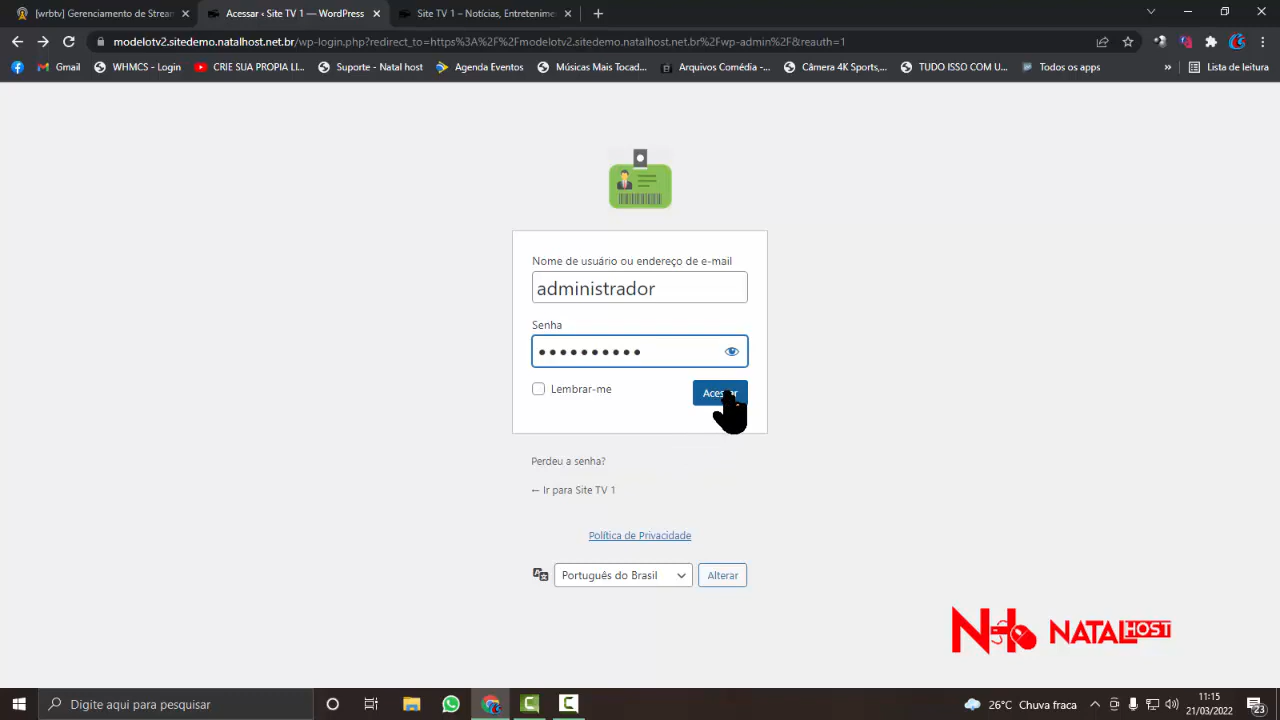 [wrbtv] Gerenciamento de Stream
Acessar ‹ Site TV 1 — WordPress
Site TV 1 – Notícias, Entretenime
modelotv2.sitedemo.natalhost.net.br/wp-login.php?redirect_to=https%3A%2F%2Fmodelotv2.sitedemo.natalhost.net.br%2Fwp-admin%2F&reauth=1
Gmail
WHMCS - Login
CRIE SUA PROPIA LI...
Suporte - Natal host
Agenda Eventos
Músicas Mais Tocad...
Arquivos Comédia -...
Câmera 4K Sports,...
TUDO ISSO COM U...
Todos os apps
»
Lista de leitura
Nome de usuário ou endereço de e-mail
administrador
Senha
Lembrar-me
Acessar
Perdeu a senha?
← Ir para Site TV 1
Política de Privacidade
Português do Brasil
Alterar
NATAL HOST
Digite aqui para pesquisar
26°C Chuva fraca
11:15
21/03/2022
23